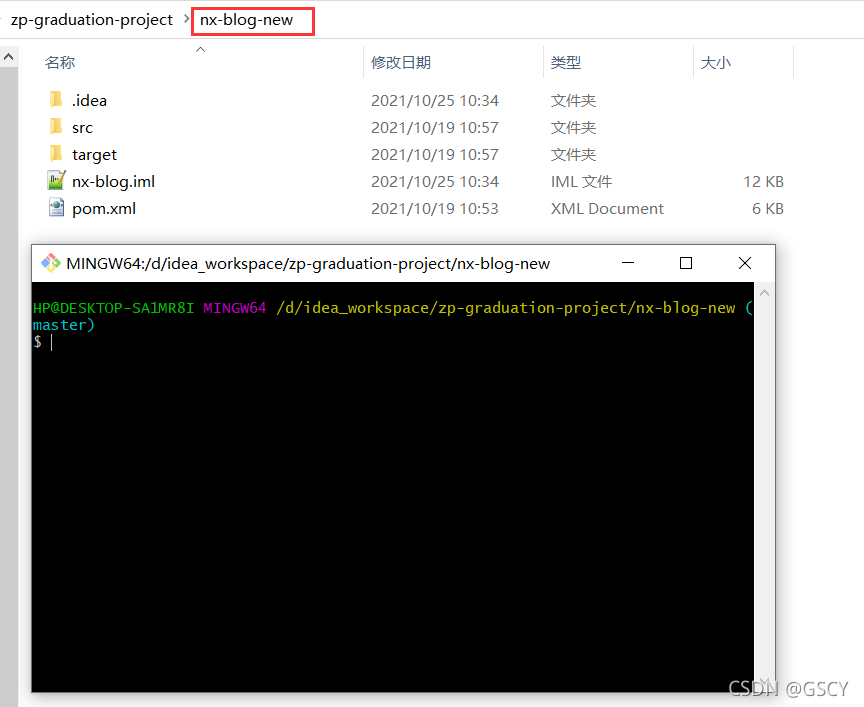 zp-graduation-project > nx-blog-new
名称 修改日期 类型 大小
.idea 2021/10/25 10:34 文件夹
src 2021/10/19 10:57 文件夹
target 2021/10/19 10:57 文件夹
nx-blog.iml 2021/10/25 10:34 IML 文件 12 KB
pom.xml 2021/10/19 10:53 XML Document 6 KB
MINGW64:/d/idea_workspace/zp-graduation-project/nx-blog-new
HP@DESKTOP-SA1MR8I MINGW64 /d/idea_workspace/zp-graduation-project/nx-blog-new (
master)
$
CSDN @GSCY